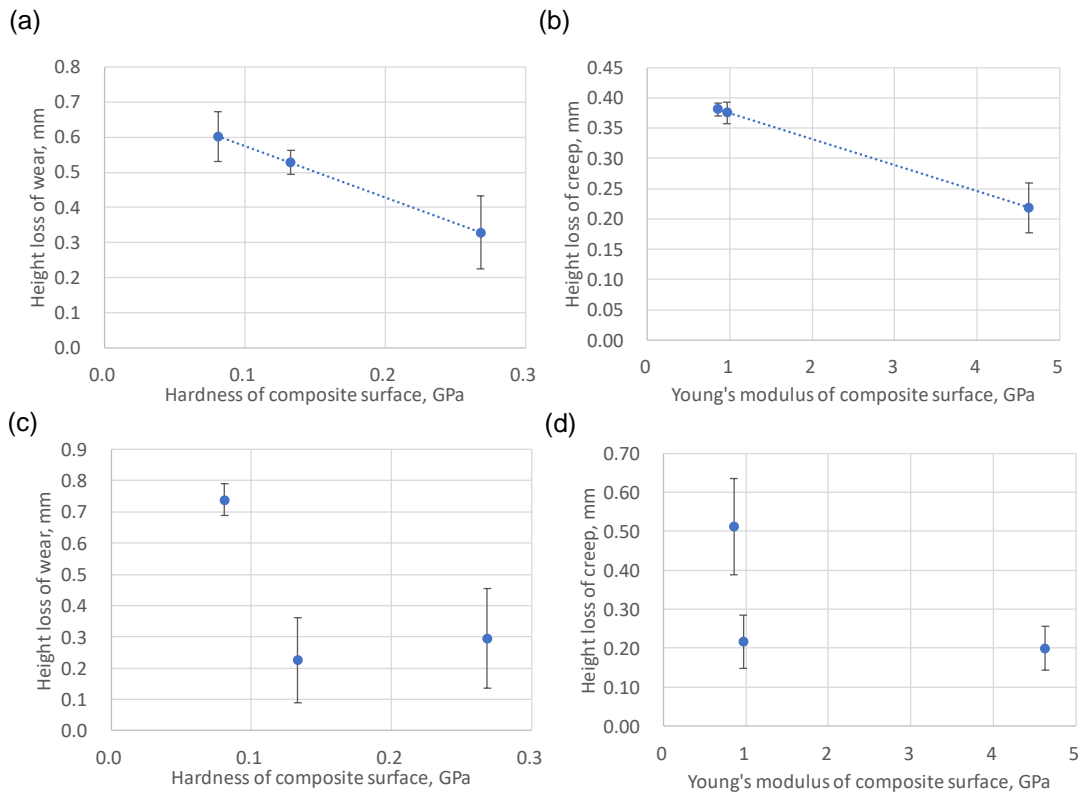 (a)
Height loss of wear, mm
0.8
0.7
0.6
0.5
0.4
0.3
0.2
0.1
0.0
0.0 0.1 0.2 0.3
Hardness of composite surface, GPa
(b)
Height loss of creep, mm
0.45
0.40
0.35
0.30
0.25
0.20
0.15
0.10
0.05
0.00
0 1 2 3 4 5
Young's modulus of composite surface, GPa
(c)
Height loss of wear, mm
0.9
0.8
0.7
0.6
0.5
0.4
0.3
0.2
0.1
0.0
0.0 0.1 0.2 0.3
Hardness of composite surface, GPa
(d)
Height loss of creep, mm
0.70
0.60
0.50
0.40
0.30
0.20
0.10
0.00
0 1 2 3 4 5
Young's modulus of composite surface, GPa